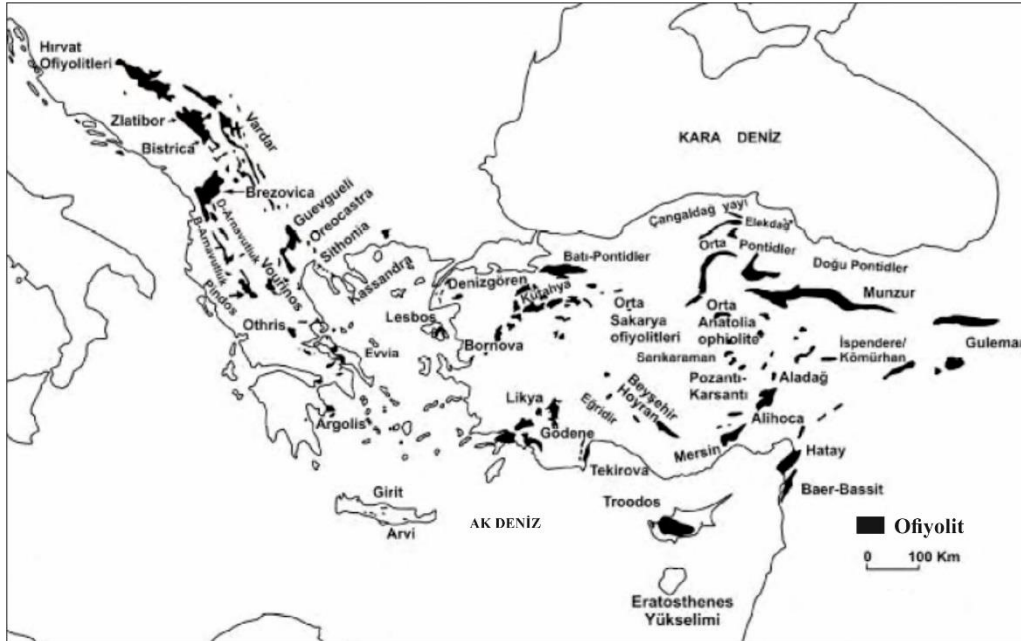 Hırvat
Ofiyolitleri
Zlatibor
Bistrica
Vardar
Brezovica
D-Arnavutluk
B-Arnavutluk
Guevgueli
Oreocastra
Sithonia
Kassandra
Vourinos
Pindos
Othris
Evvia
Argolis
Lesbos
Girit
Arvi
KARA DENİZ
Çangaldağ yayı
Elekdağ
Orta Pontidler
Doğu Pontidler
Batı-Pontidler
Denizgören
Kütahya
Bornova
Orta
Sakarya
ofiyolitleri
Orta
Anatolia
ophiolite
Munzur
Guleman
İspendere/
Kömürhan
Sarıkaraman
Pozantı-
Karsantı
Aladağ
Alihoca
Likya
Gödene
Eğridir
Beyşehir
Hoyran
Tekirova
Mersin
Hatay
Baer-Bassit
Troodos
AK DENİZ
Eratosthenes
Yükselimi
Ofiyolit
0 100 Km